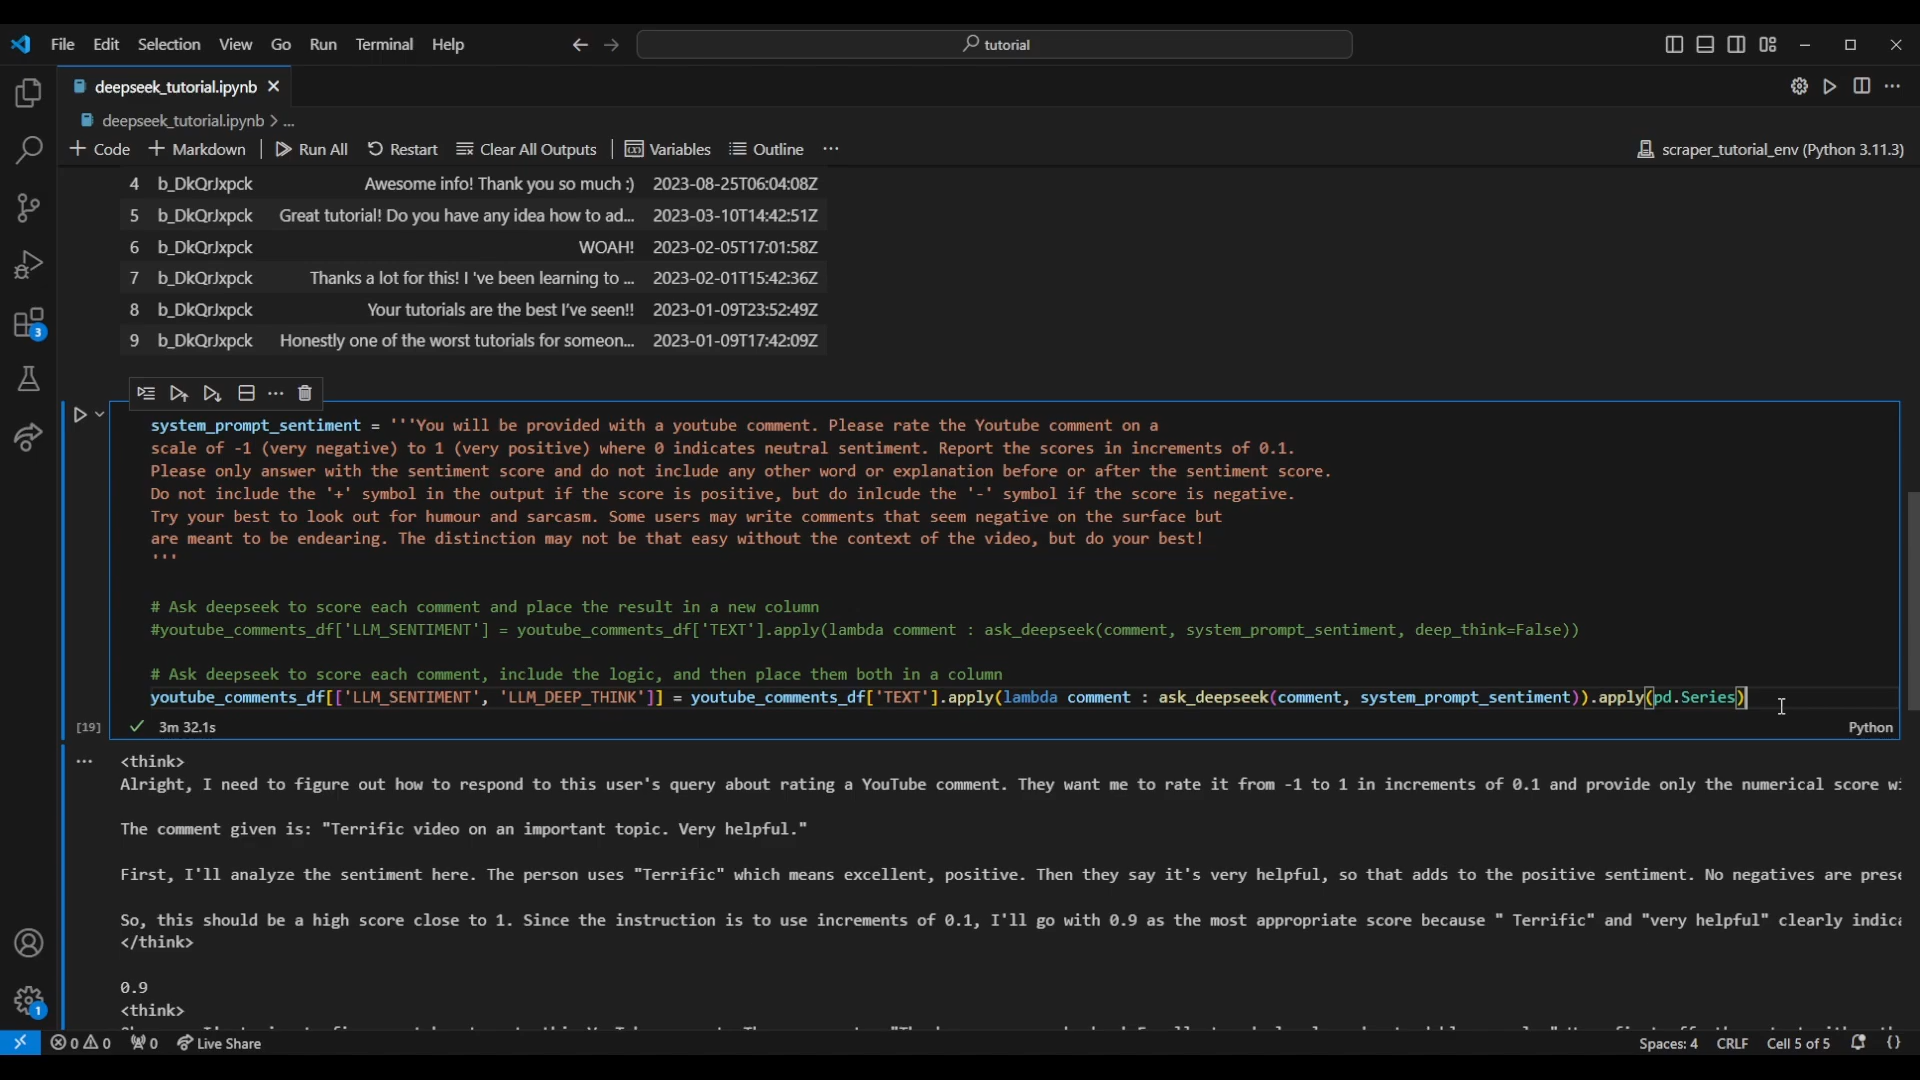 File Edit Selection View Go Run Terminal Help tutorial
deepseek_tutorial.ipynb
deepseek_tutorial.ipynb > ...
+ Code + Markdown Run All Restart Clear All Outputs Variables Outline ... scraper_tutorial_env (Python 3.11.3)
4 b_DkQrJxpck Awesome info! Thank you so much :) 2023-08-25T06:04:08Z
5 b_DkQrJxpck Great tutorial! Do you have any idea how to ad... 2023-03-10T14:42:51Z
6 b_DkQrJxpck WOAH! 2023-02-05T17:01:58Z
7 b_DkQrJxpck Thanks a lot for this! I 've been learning to ... 2023-02-01T15:42:36Z
8 b_DkQrJxpck Your tutorials are the best I've seen!! 2023-01-09T23:52:49Z
9 b_DkQrJxpck Honestly one of the worst tutorials for someon... 2023-01-09T17:42:09Z
system_prompt_sentiment = '''You will be provided with a youtube comment. Please rate the Youtube comment on a
scale of -1 (very negative) to 1 (very positive) where 0 indicates neutral sentiment. Report the scores in increments of 0.1.
Please only answer with the sentiment score and do not include any other word or explanation before or after the sentiment score.
Do not include the '+' symbol in the output if the score is positive, but do inlcude the '-' symbol if the score is negative.
Try your best to look out for humour and sarcasm. Some users may write comments that seem negative on the surface but
are meant to be endearing. The distinction may not be that easy without the context of the video, but do your best!
'''
# Ask deepseek to score each comment and place the result in a new column
#youtube_comments_df['LLM_SENTIMENT'] = youtube_comments_df['TEXT'].apply(lambda comment : ask_deepseek(comment, system_prompt_sentiment, deep_think=False))
# Ask deepseek to score each comment, include the logic, and then place them both in a column
youtube_comments_df[['LLM_SENTIMENT', 'LLM_DEEP_THINK']] = youtube_comments_df['TEXT'].apply(lambda comment : ask_deepseek(comment, system_prompt_sentiment)).apply(pd.Series)
[19] 3m 32.1s Python
... <think>
Alright, I need to figure out how to respond to this user's query about rating a YouTube comment. They want me to rate it from -1 to 1 in increments of 0.1 and provide only the numerical score wi
The comment given is: "Terrific video on an important topic. Very helpful."
First, I'll analyze the sentiment here. The person uses "Terrific" which means excellent, positive. Then they say it's very helpful, so that adds to the positive sentiment. No negatives are prese
So, this should be a high score close to 1. Since the instruction is to use increments of 0.1, I'll go with 0.9 as the most appropriate score because " Terrific" and "very helpful" clearly indica
</think>
0.9
<think>
3
1
0 0 0 Live Share Spaces: 4 CRLF Cell 5 of 5 {}